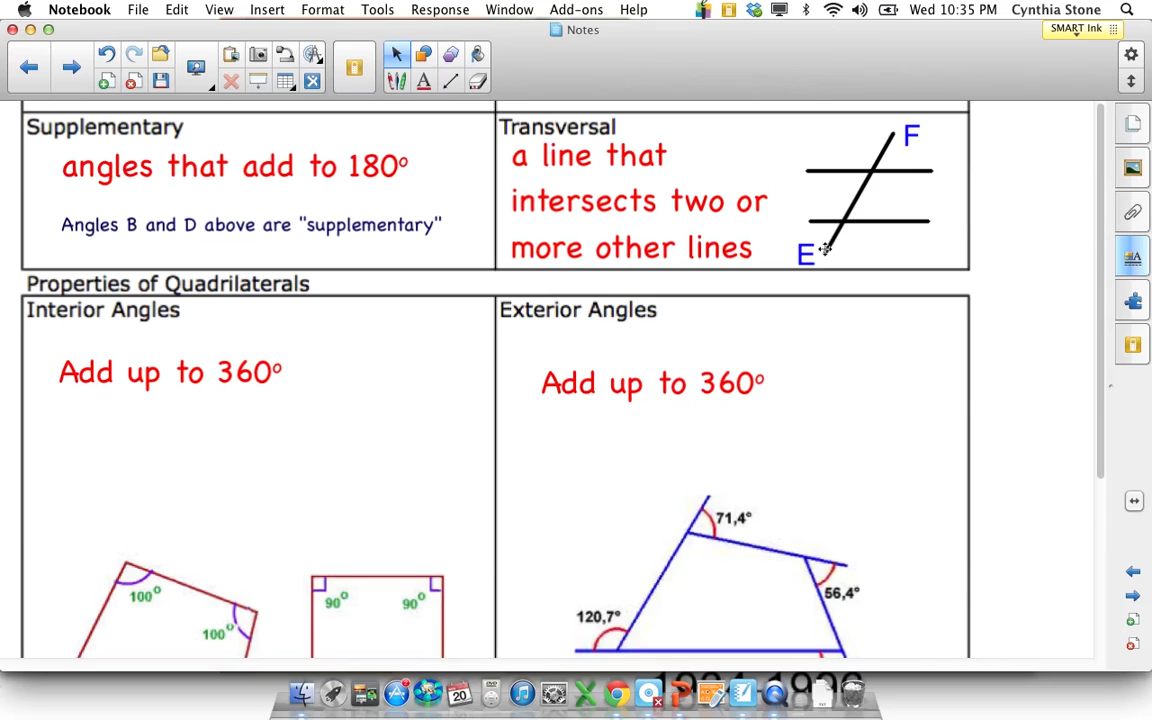 Notebook File Edit View Insert Format Tools Response Window Add-ons Help Wed 10:35 PM Cynthia Stone
Notes
SMART Ink
Supplementary
angles that add to 180°
Angles B and D above are "supplementary"
Transversal
a line that
intersects two or
more other lines
F
E
Properties of Quadrilaterals
Interior Angles
Add up to 360°
100°
100°
90°
90°
Exterior Angles
Add up to 360°
71,4°
56,4°
120,7°
20